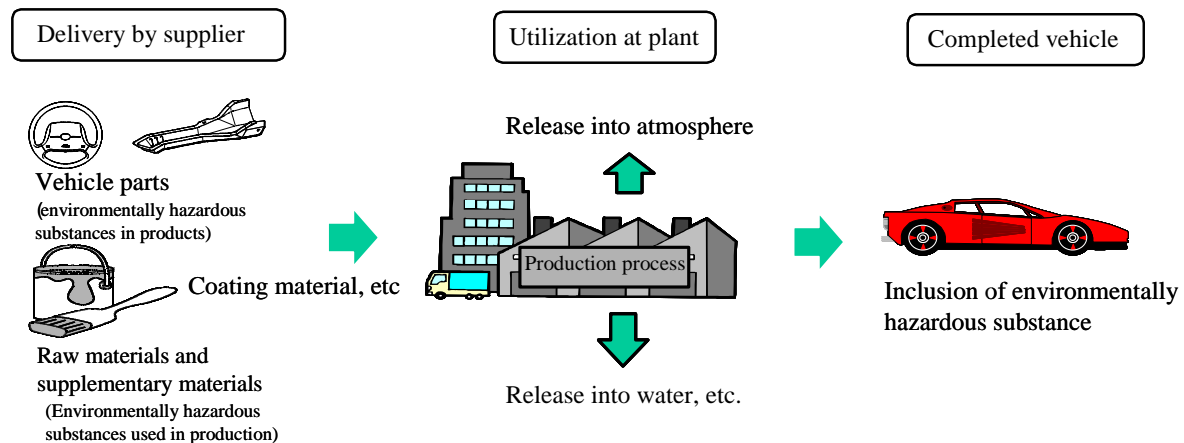 Delivery by supplier
Utilization at plant
Completed vehicle
Vehicle parts
(environmentally hazardous
substances in products)
Coating material, etc
Raw materials and
supplementary materials
(Environmentally hazardous
substances used in production)
Release into atmosphere
Production process
Release into water, etc.
Inclusion of environmentally
hazardous substance